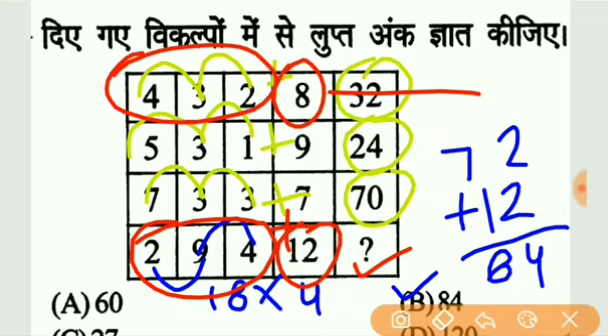 दिए गए विकल्पों में से लुप्त अंक ज्ञात कीजिए।
4 3 2 + 8 32
5 3 1 + 9 24
7 3 3 + 7 70
2 9 4 + 12 ?
72
+12
84
18 × 4
(A) 60 (B) 84